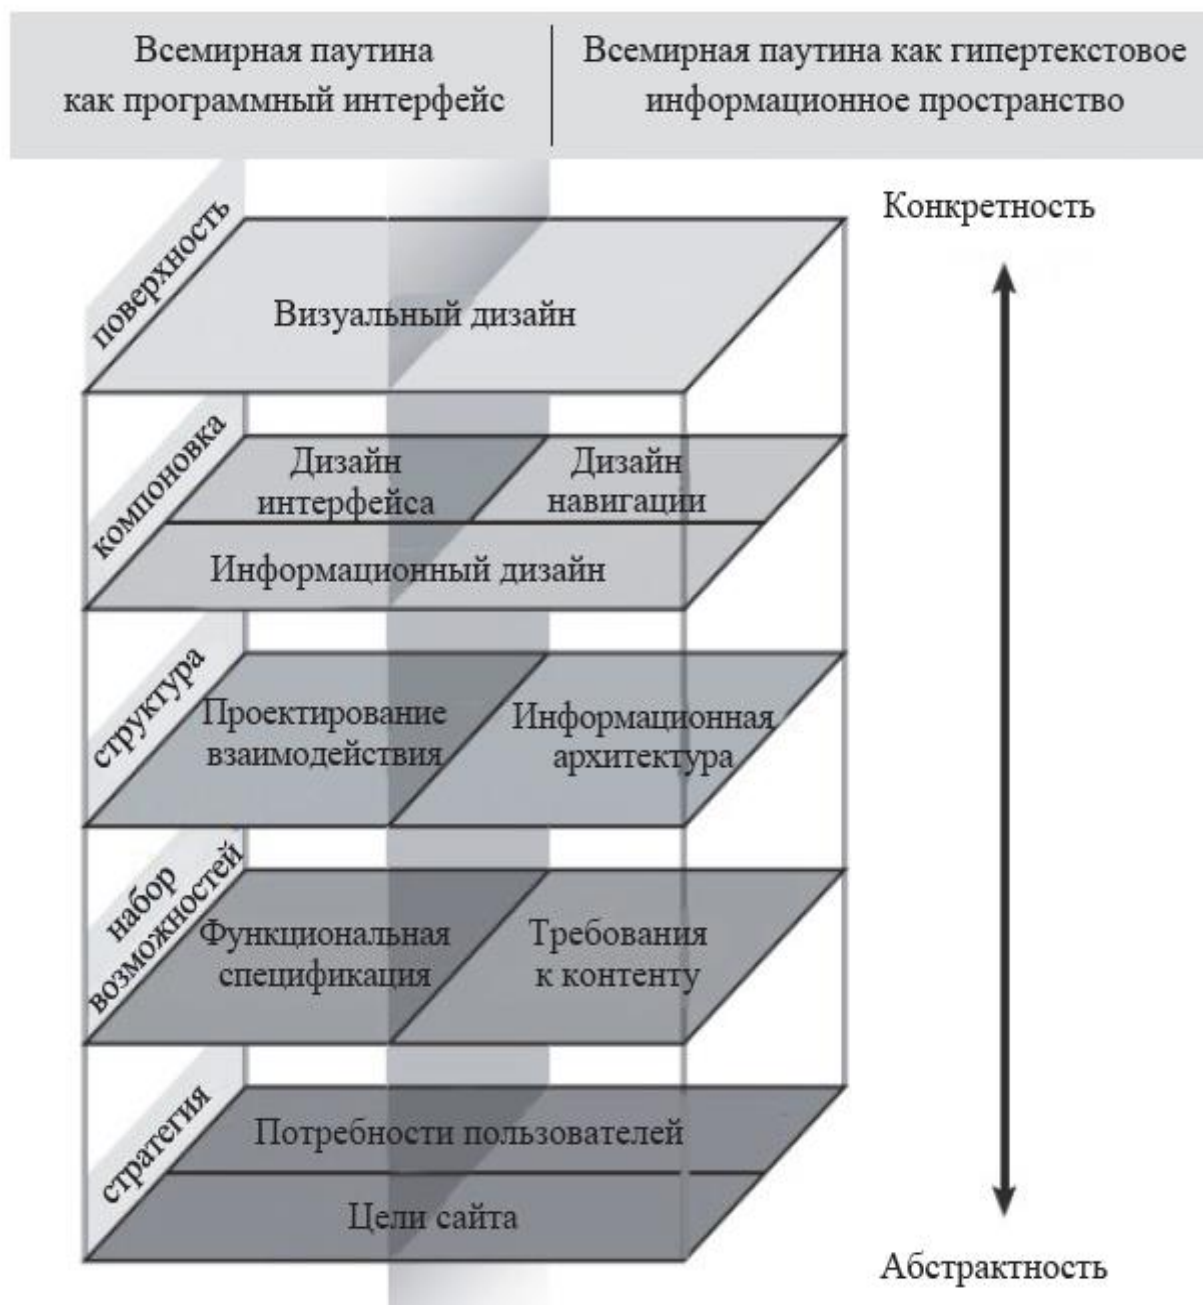 Всемирная паутина
как программный интерфейс
Всемирная паутина как гипертекстовое
информационное пространство
Конкретность
поверхность
Визуальный дизайн
компоновка
Дизайн
интерфейса
Дизайн
навигации
Информационный дизайн
структура
Проектирование
взаимодействия
Информационная
архитектура
набор
возможностей
Функциональная
спецификация
Требования
к контенту
стратегия
Потребности пользователей
Цели сайта
Абстрактность